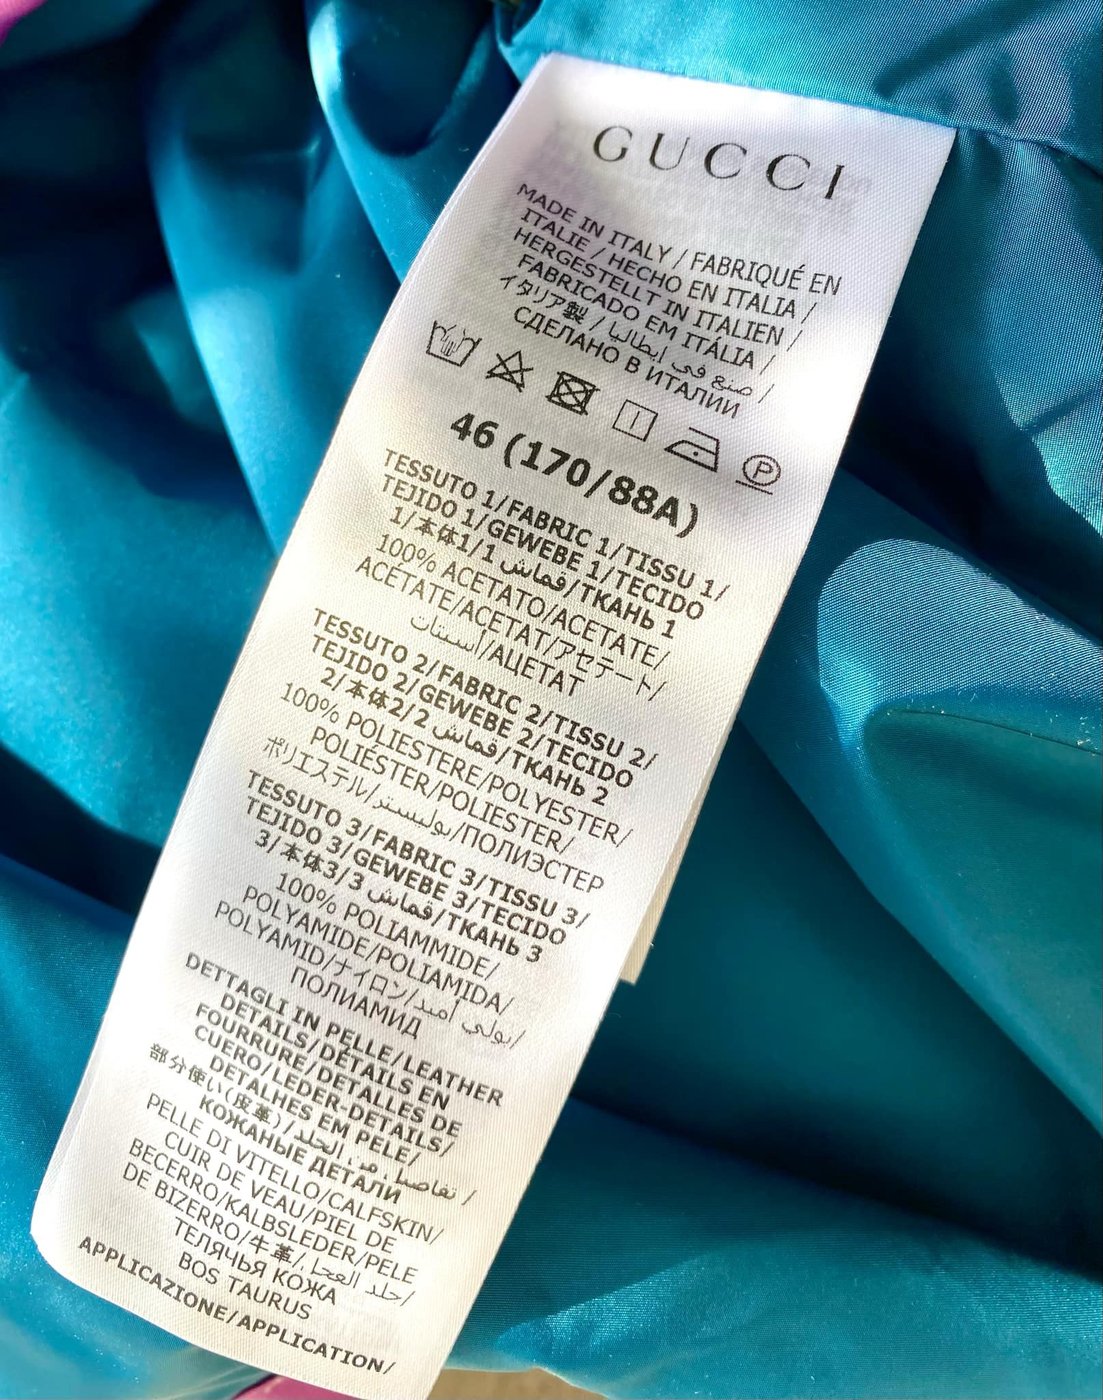 GUCCI
MADE IN ITALY / FABRIQUÉ EN
ITALIE / HECHO EN ITALIA /
HERGESTELLT IN ITALIEN /
FABRICADO EM ITÁLIA /
イタリア製 / صنع في إيطاليا /
СДЕЛАНО В ИТАЛИИ
P
46 (170/88A)
TESSUTO 1/FABRIC 1/TISSU 1/
TEJIDO 1/GEWEBE 1/TECIDO
1/本体1/قماش 1/ТКАНЬ 1
100% ACETATO/ACETATE/
ACÉTATE/ACETAT/アセテート/
أسيتات/АЦЕТАТ
TESSUTO 2/FABRIC 2/TISSU 2/
TEJIDO 2/GEWEBE 2/TECIDO
2/本体2/قماش 2/ТКАНЬ 2
100% POLIESTERE/POLYESTER/
POLIÉSTER/POLIESTER/
ポリエステル/بوليستر/ПОЛИЭСТЕР
TESSUTO 3/FABRIC 3/TISSU 3/
TEJIDO 3/GEWEBE 3/TECIDO
3/本体3/قماش 3/ТКАНЬ 3
100% POLIAMMIDE/
POLYAMIDE/POLIAMIDA/
POLYAMID/ナイロン/بولي أميد/
ПОЛИАМИД
DETTAGLI IN PELLE/LEATHER
DETAILS/DÉTAILS EN
FOURRURE/DETALLES DE
CUERO/LEDER-DETAILS/
DETALHES EM PELE/
部分使い(皮革)/تفاصيل من الجلد/
КОЖАНЫЕ ДЕТАЛИ
PELLE DI VITELLO/CALFSKIN/
CUIR DE VEAU/PIEL DE
BECERRO/KALBSLEDER/PELE
DE BIZERRO/牛革/جلد العجل/
ТЕЛЯЧЬЯ КОЖА
BOS TAURUS
APPLICAZIONE/APPLICATION/